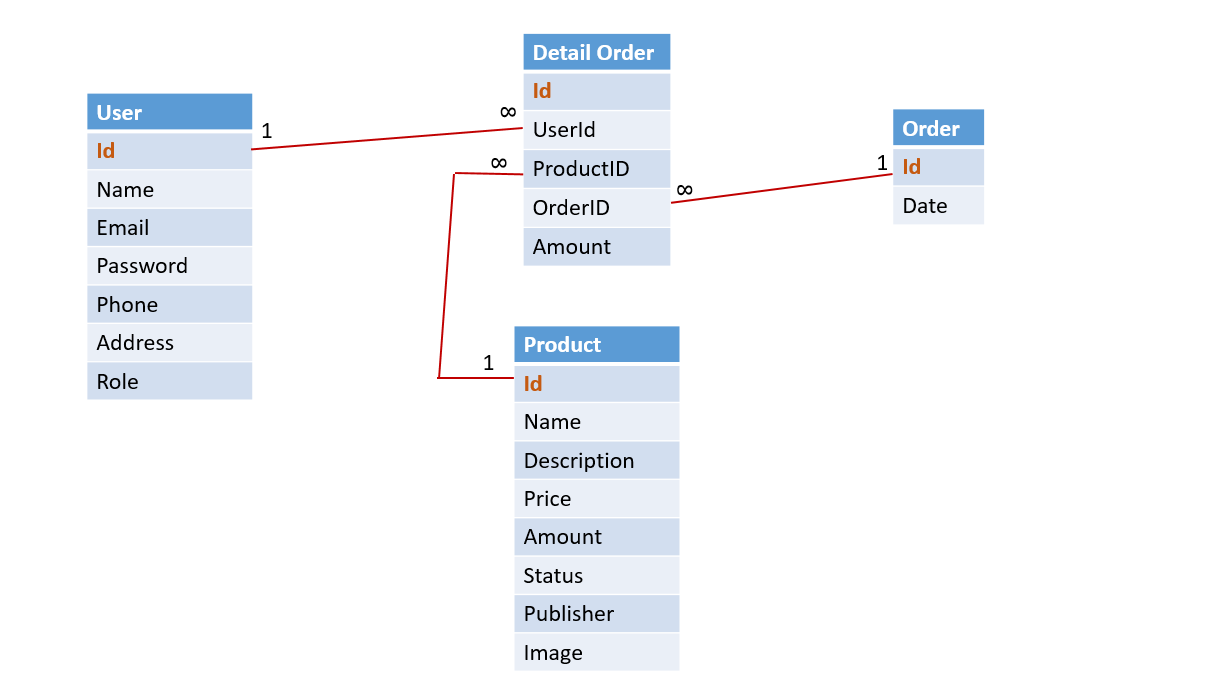 User
Id
Name
Email
Password
Phone
Address
Role
1
∞
Detail Order
Id
UserId
ProductID
OrderID
Amount
∞
∞
1
Order
Id
Date
1
Product
Id
Name
Description
Price
Amount
Status
Publisher
Image